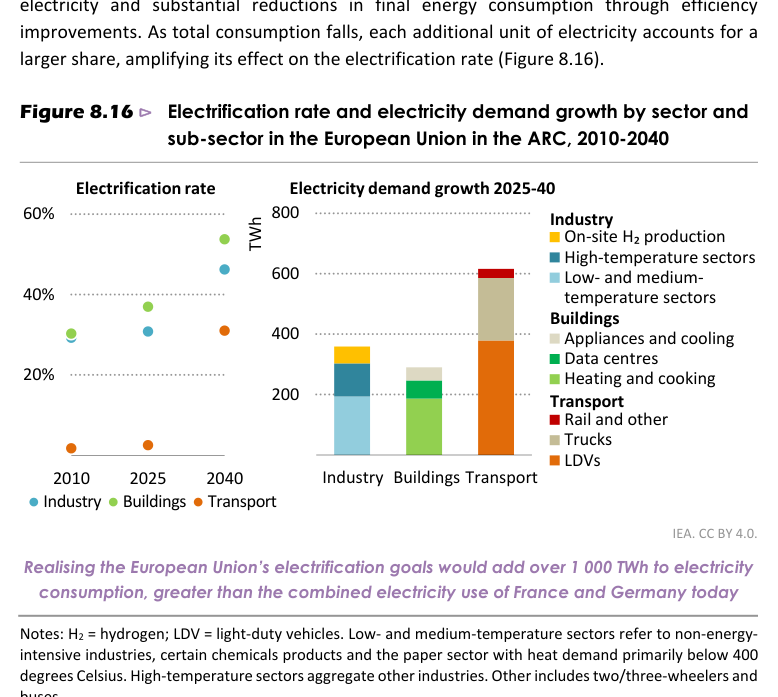 electricity and substantial reductions in final energy consumption through efficiency
improvements. As total consumption falls, each additional unit of electricity accounts for a
larger share, amplifying its effect on the electrification rate (Figure 8.16).
Figure 8.16 ⊳ Electrification rate and electricity demand growth by sector and
sub-sector in the European Union in the ARC, 2010-2040
Electrification rate
60%
40%
20%
2010 2025 2040
Industry Buildings Transport
Electricity demand growth 2025-40
TWh
800
600
400
200
Industry Buildings Transport
Industry
On-site H₂ production
High-temperature sectors
Low- and medium-
temperature sectors
Buildings
Appliances and cooling
Data centres
Heating and cooking
Transport
Rail and other
Trucks
LDVs
IEA. CC BY 4.0.
Realising the European Union's electrification goals would add over 1 000 TWh to electricity
consumption, greater than the combined electricity use of France and Germany today
Notes: H₂ = hydrogen; LDV = light-duty vehicles. Low- and medium-temperature sectors refer to non-energy-
intensive industries, certain chemicals products and the paper sector with heat demand primarily below 400
degrees Celsius. High-temperature sectors aggregate other industries. Other includes two/three-wheelers and
buses.